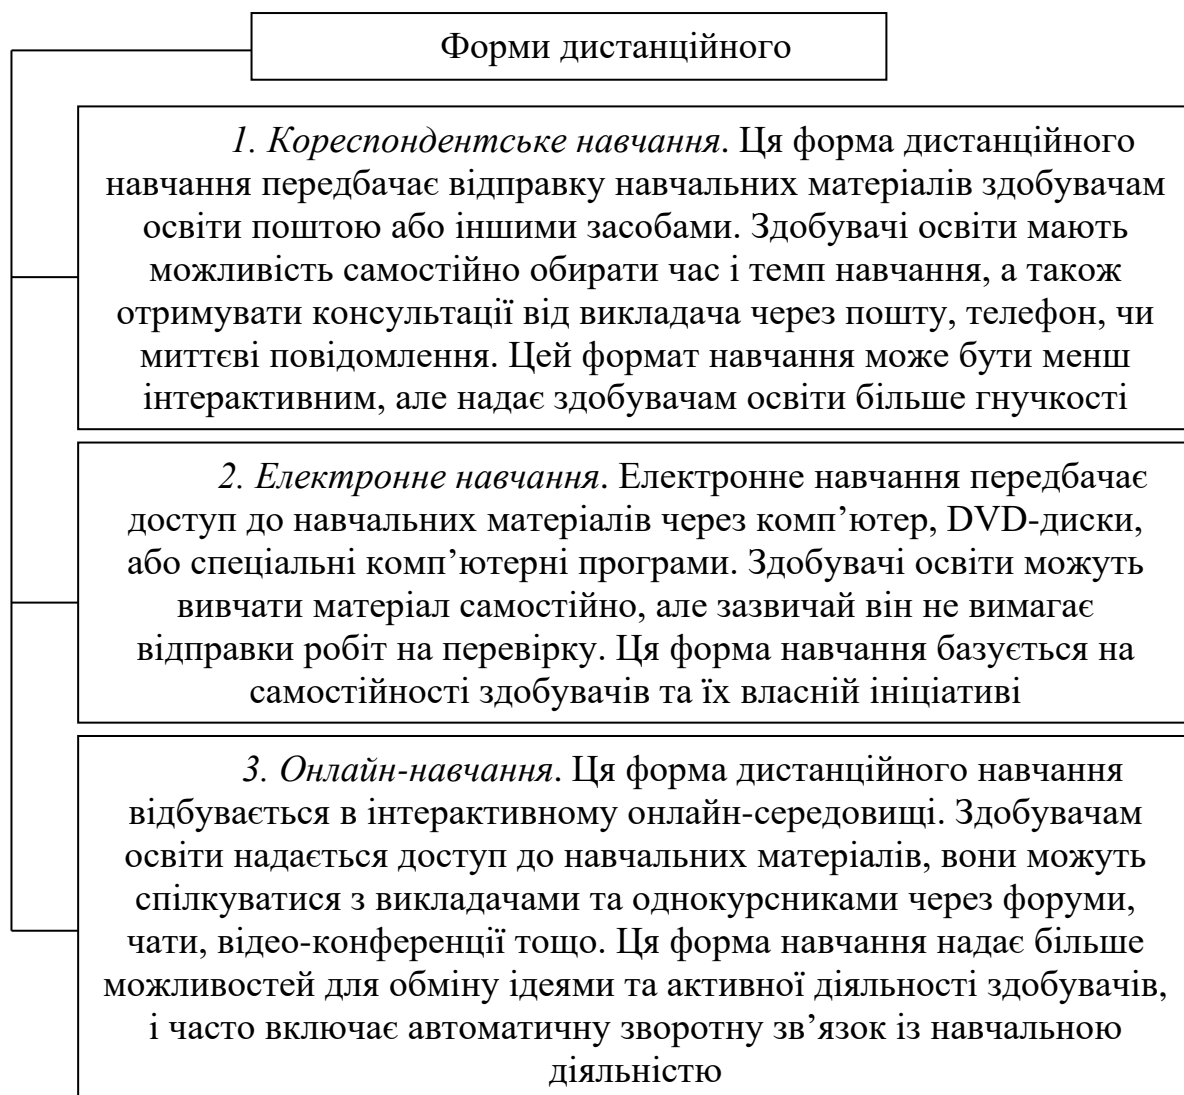 Форми дистанційного
1. Кореспондентське навчання. Ця форма дистанційного
навчання передбачає відправку навчальних матеріалів здобувачам
освіти поштою або іншими засобами. Здобувачі освіти мають
можливість самостійно обирати час і темп навчання, а також
отримувати консультації від викладача через пошту, телефон, чи
миттєві повідомлення. Цей формат навчання може бути менш
інтерактивним, але надає здобувачам освіти більше гнучкості
2. Електронне навчання. Електронне навчання передбачає
доступ до навчальних матеріалів через комп’ютер, DVD-диски,
або спеціальні комп’ютерні програми. Здобувачі освіти можуть
вивчати матеріал самостійно, але зазвичай він не вимагає
відправки робіт на перевірку. Ця форма навчання базується на
самостійності здобувачів та їх власній ініціативі
3. Онлайн-навчання. Ця форма дистанційного навчання
відбувається в інтерактивному онлайн-середовищі. Здобувачам
освіти надається доступ до навчальних матеріалів, вони можуть
спілкуватися з викладачами та однокурсниками через форуми,
чати, відео-конференції тощо. Ця форма навчання надає більше
можливостей для обміну ідеями та активної діяльності здобувачів,
і часто включає автоматичну зворотну зв’язок із навчальною
діяльністю